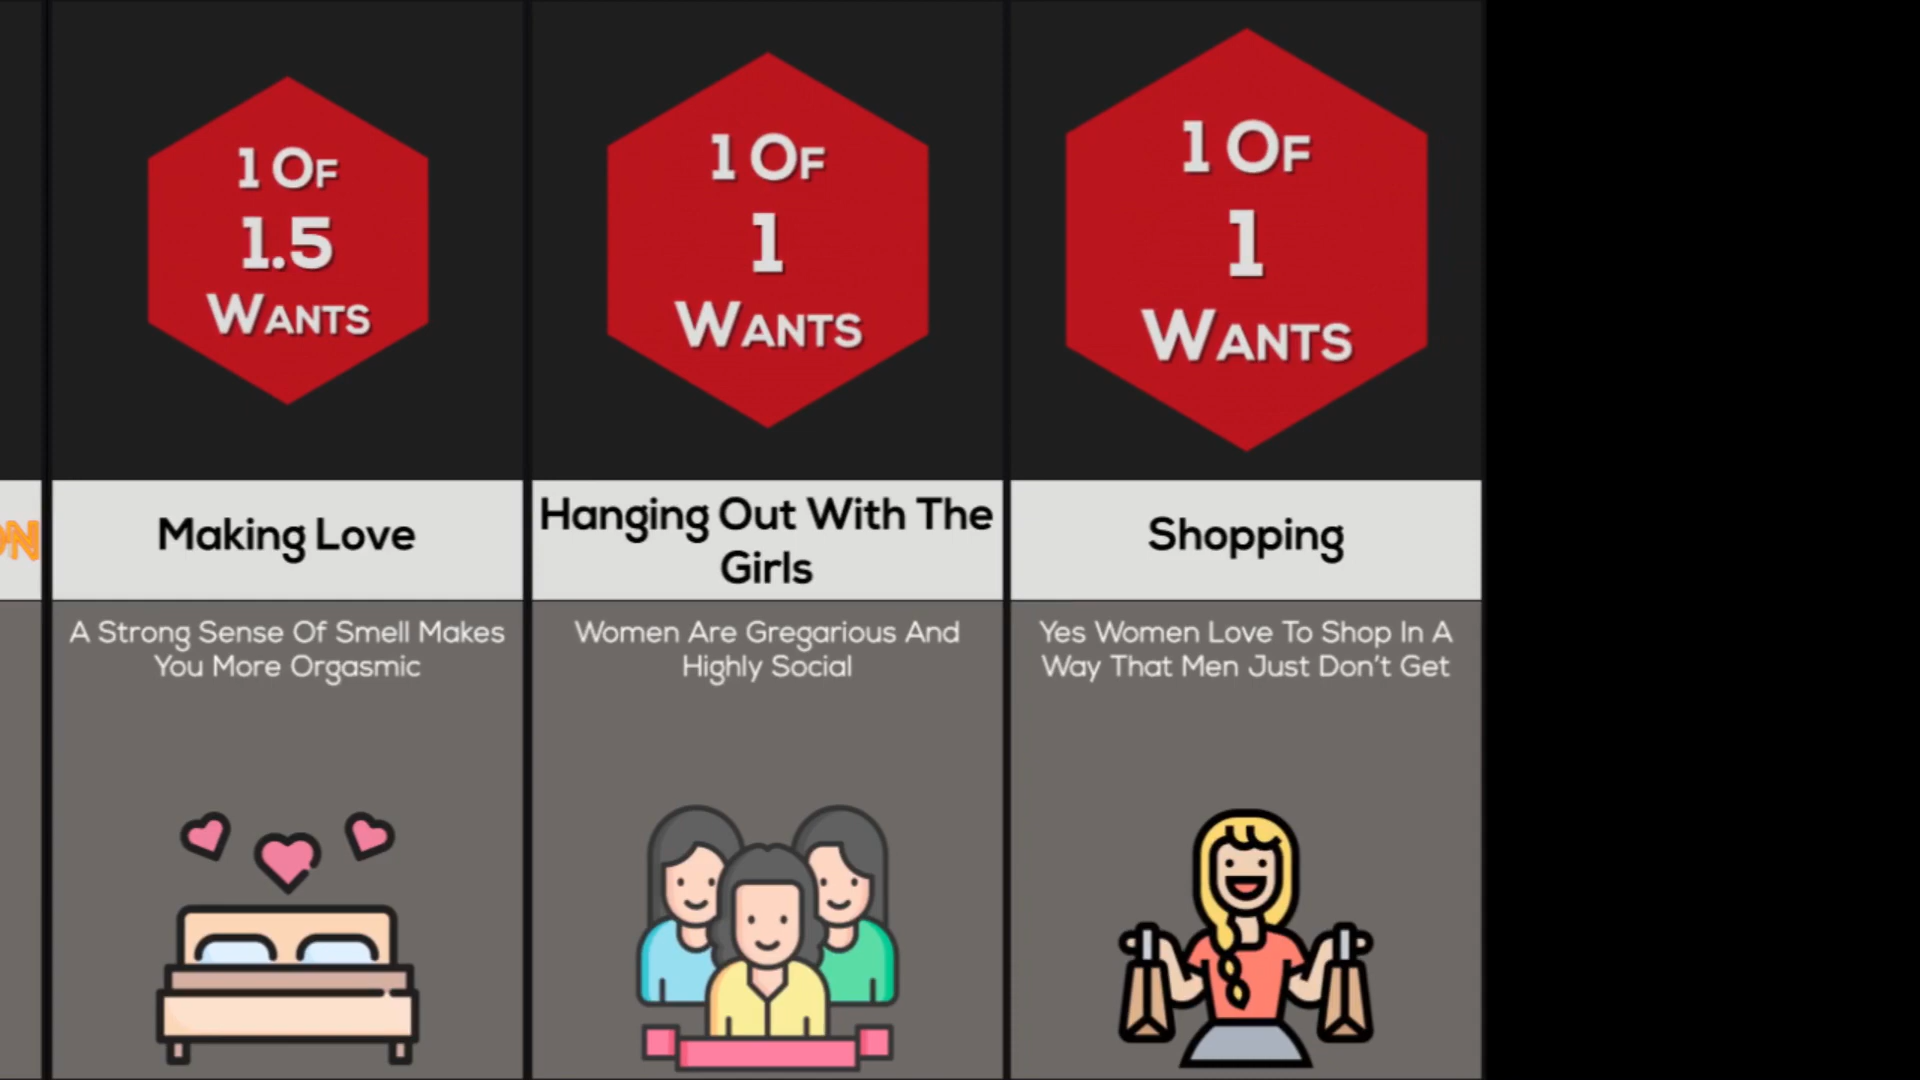 1 OF
1.5
WANTS
Making Love
A Strong Sense Of Smell Makes
You More Orgasmic
1 OF
1
WANTS
Hanging Out With The
Girls
Women Are Gregarious And
Highly Social
1 OF
1
WANTS
Shopping
Yes Women Love To Shop In A
Way That Men Just Don't Get